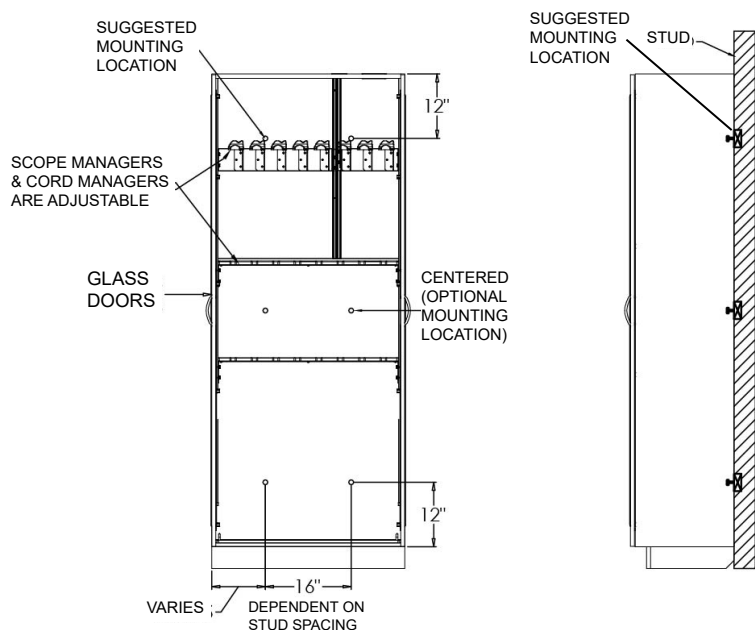 SUGGESTED
MOUNTING
LOCATION
12"
SCOPE MANAGERS
& CORD MANAGERS
ARE ADJUSTABLE
GLASS
DOORS
CENTERED
(OPTIONAL
MOUNTING
LOCATION)
12"
16"
VARIES
DEPENDENT ON
STUD SPACING
SUGGESTED
MOUNTING
LOCATION
STUD